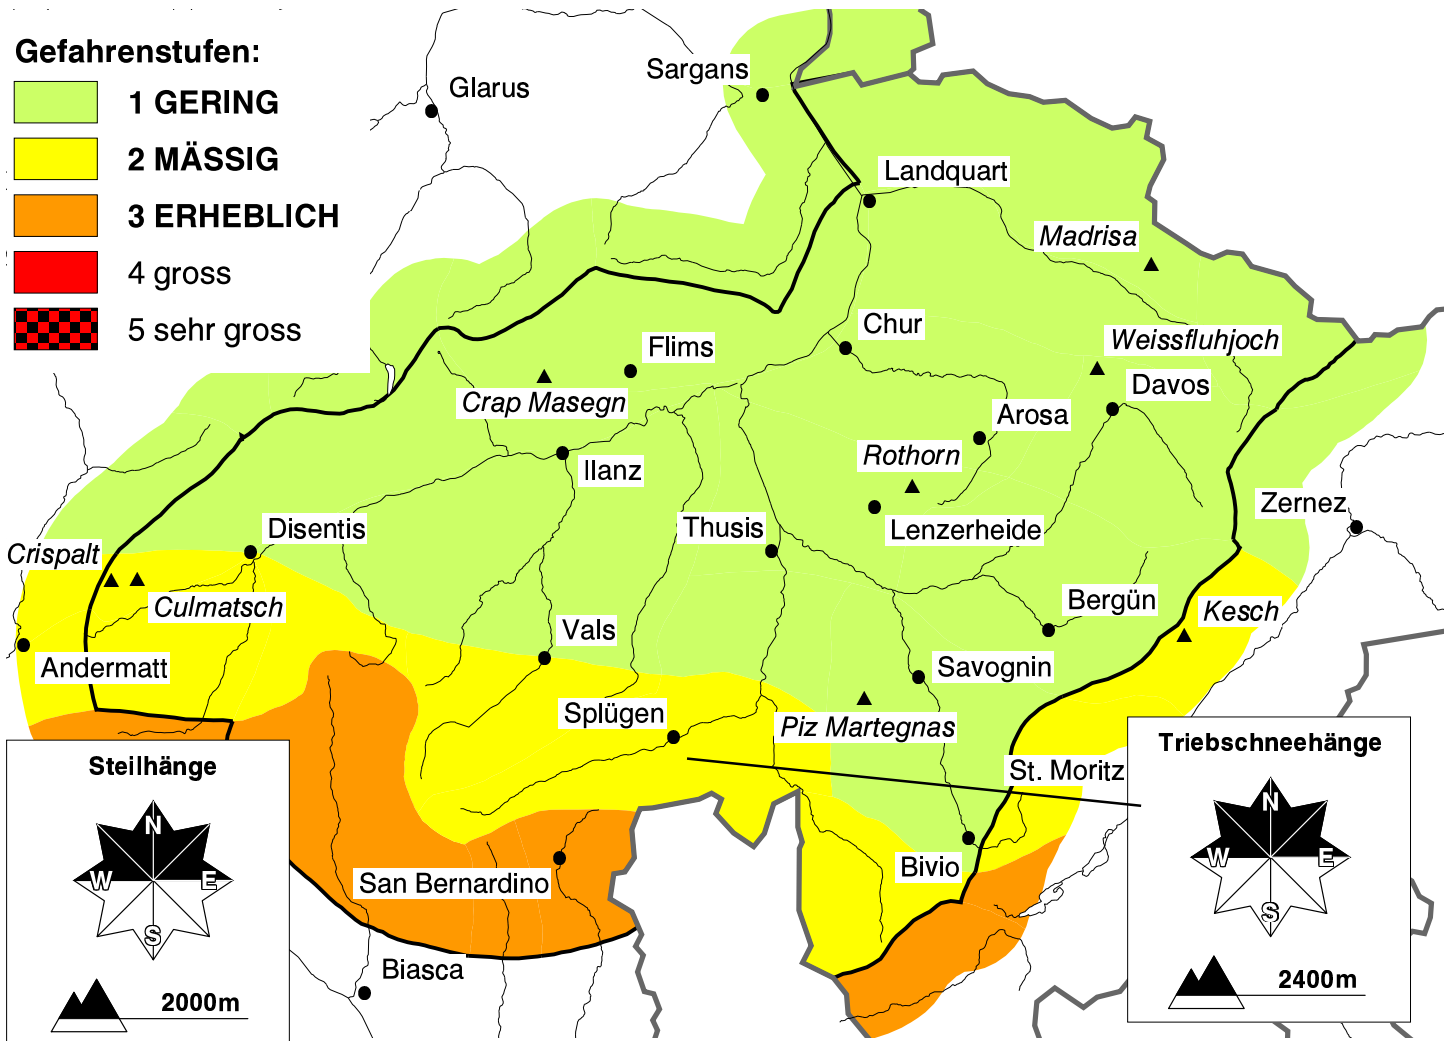 Gefahrenstufen:
1 GERING
2 MÄSSIG
3 ERHEBLICH
4 gross
5 sehr gross
Glarus
Sargans
Landquart
Madrisa
Chur
Weissfluhjoch
Flims
Davos
Crap Masegn
Arosa
Rothorn
Ilanz
Zernez
Disentis
Thusis
Lenzerheide
Crispalt
Culmatsch
Bergün
Kesch
Vals
Andermatt
Savognin
Splügen
Piz Martegnas
St. Moritz
Bivio
San Bernardino
Biasca
Steilhänge
N
W
E
S
2000m
Triebschneehänge
N
W
E
S
2400m